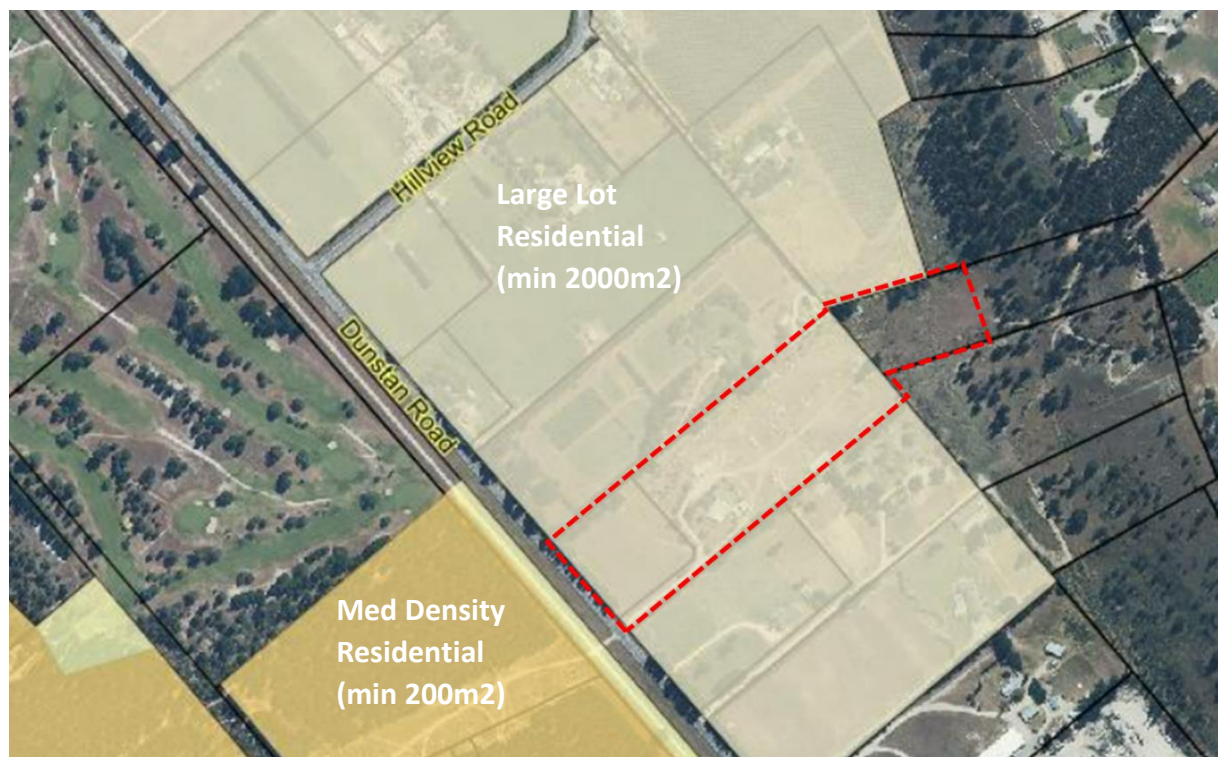 Hillview Road
Large Lot
Residential
(min 2000m2)
Dunstan Road
Med Density
Residential
(min 200m2)